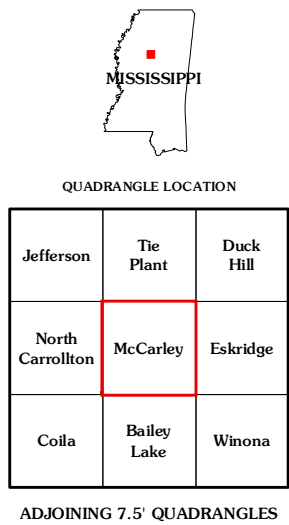 MISSISSIPPI
QUADRANGLE LOCATION
Jefferson
Tie
Plant
Duck
Hill
North
Carrollton
McCarley
Eskridge
Coila
Bailey
Lake
Winona
ADJOINING 7.5' QUADRANGLES